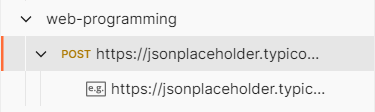 web-programming
POST https://jsonplaceholder.typico...
e.g. https://jsonplaceholder.typic...